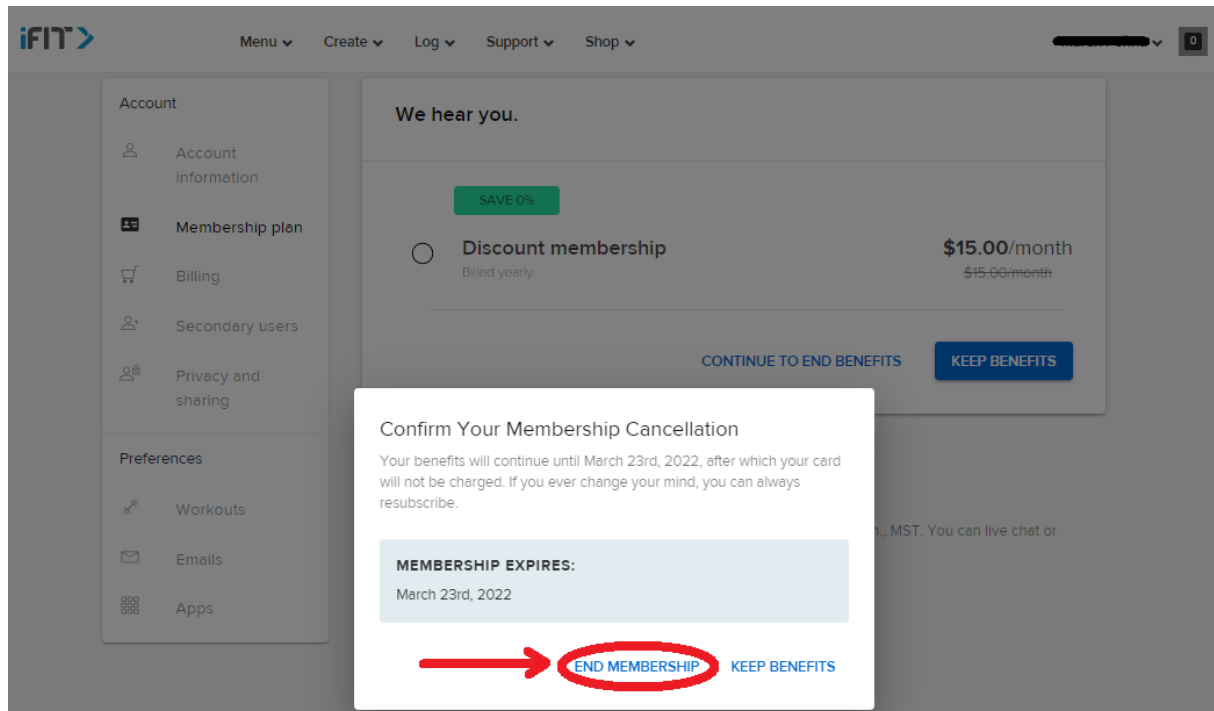 iFIT
Menu Create Log Support Shop
0
Account
Account
information
Membership plan
Billing
Secondary users
Privacy and
sharing
Preferences
Workouts
Emails
Apps
We hear you.
SAVE 0%
Discount membership
Billed yearly
$15.00/month
$15.00/month
CONTINUE TO END BENEFITS
KEEP BENEFITS
MST. You can live chat or
Confirm Your Membership Cancellation
Your benefits will continue until March 23rd, 2022, after which your card
will not be charged. If you ever change your mind, you can always
resubscribe.
MEMBERSHIP EXPIRES:
March 23rd, 2022
END MEMBERSHIP
KEEP BENEFITS